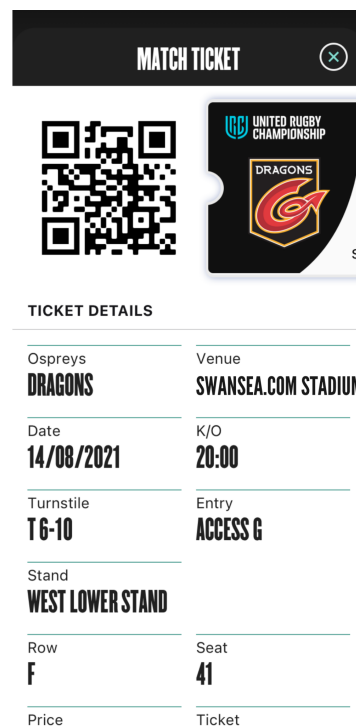 MATCH TICKET
UNITED RUGBY
CHAMPIONSHIP
DRAGONS
S
TICKET DETAILS
Ospreys
DRAGONS
Venue
SWANSEA.COM STADIUM
Date
14/08/2021
K/O
20:00
Turnstile
T 6-10
Entry
ACCESS G
Stand
WEST LOWER STAND
Row
F
Seat
41
Price
Ticket